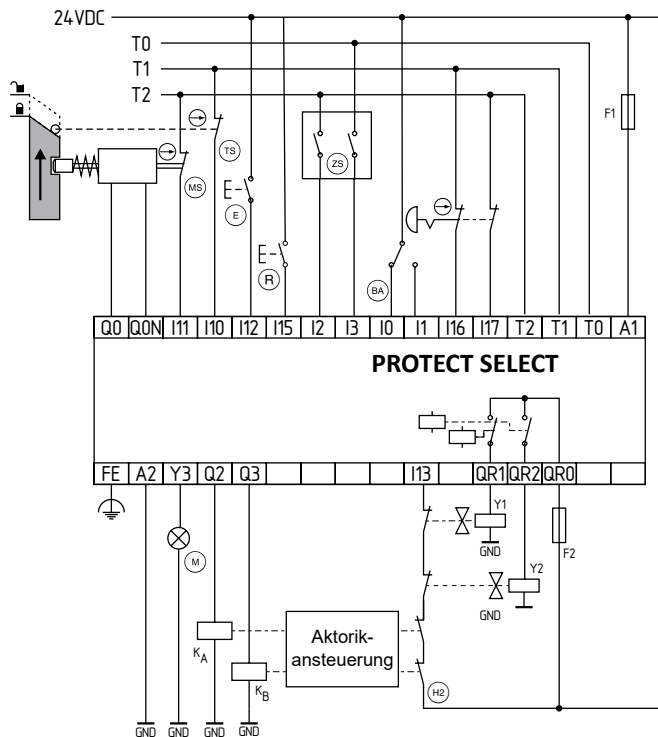 24VDC
T0
T1
T2
F1
TS
MS
ZS
E
R
BA
Q0 Q0N I11 I10 I12 I15 I2 I3 I0 I1 I16 I17 T2 T1 T0 A1
PROTECT SELECT
FE A2 Y3 Q2 Q3 I13 QR1 QR2 QR0
Y1
GND
F2
M
Y2
GND
Aktorik-
ansteuerung
KA
KB
H2
GND GND GND GND